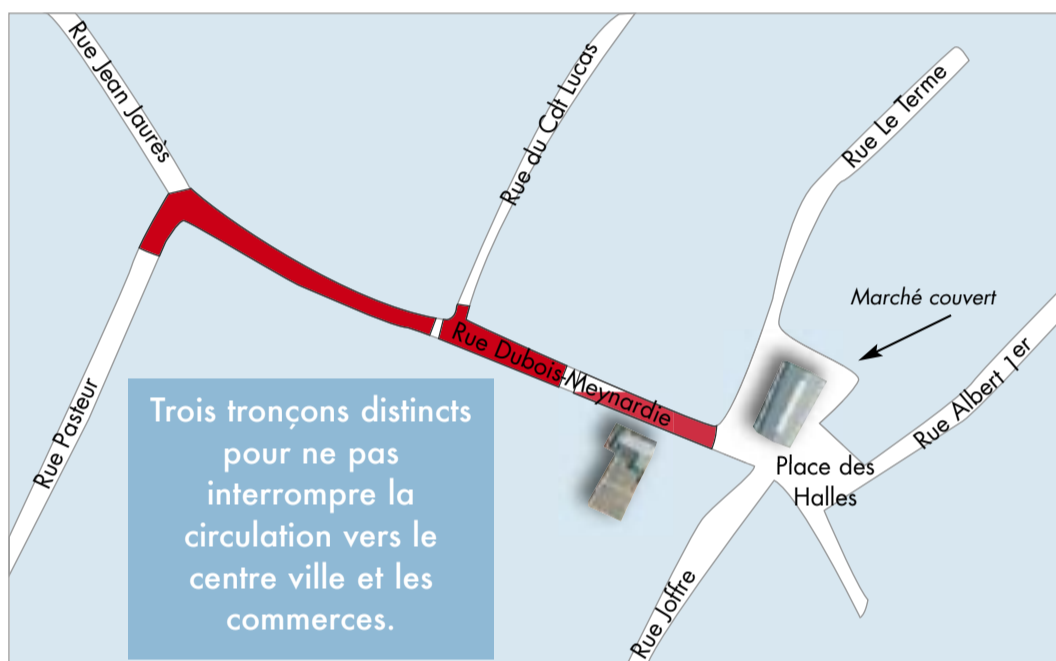 Rue Jean Jaurès
Rue du Cdt Lucas
Rue Le Terme
Marché couvert
Rue Albert 1er
Rue Dubois-Meynardie
Rue Pasteur
Trois tronçons distincts
pour ne pas
interrompre la
circulation vers le
centre ville et les
commerces.
Place des
Halles
Rue Joffre